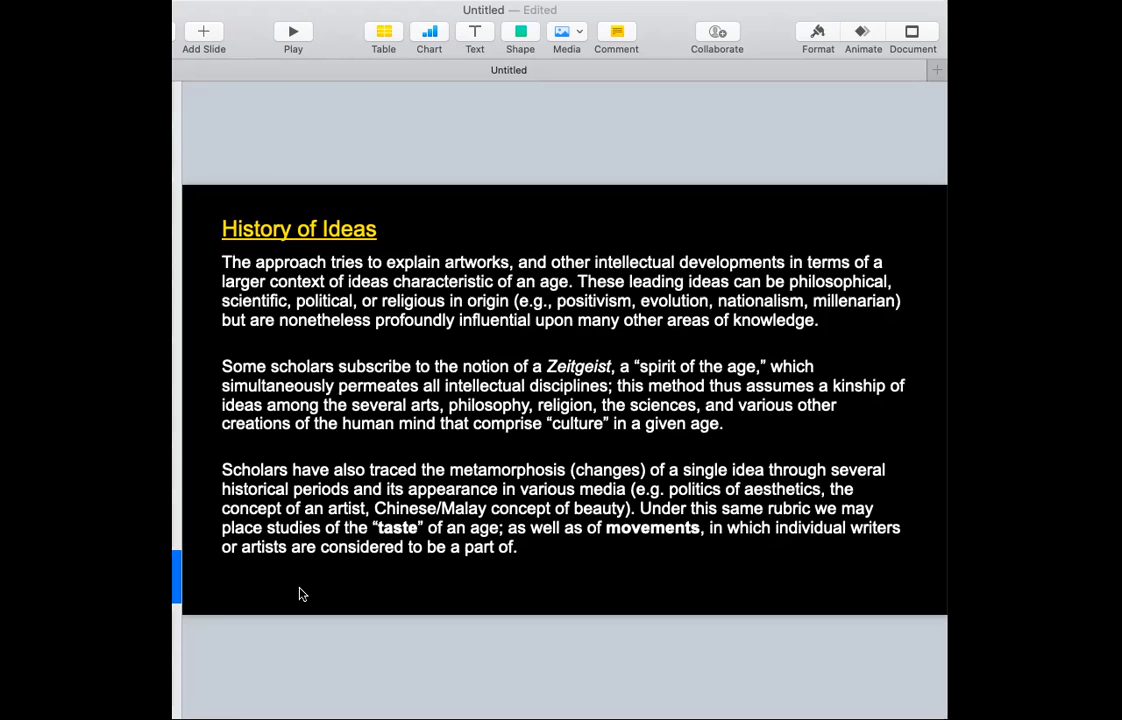 Untitled — Edited
Add Slide
Play
Table
Chart
Text
Shape
Media
Comment
Collaborate
Format
Animate
Document
Untitled
History of Ideas
The approach tries to explain artworks, and other intellectual developments in terms of a
larger context of ideas characteristic of an age. These leading ideas can be philosophical,
scientific, political, or religious in origin (e.g., positivism, evolution, nationalism, millenarian)
but are nonetheless profoundly influential upon many other areas of knowledge.
Some scholars subscribe to the notion of a Zeitgeist, a “spirit of the age,” which
simultaneously permeates all intellectual disciplines; this method thus assumes a kinship of
ideas among the several arts, philosophy, religion, the sciences, and various other
creations of the human mind that comprise “culture” in a given age.
Scholars have also traced the metamorphosis (changes) of a single idea through several
historical periods and its appearance in various media (e.g. politics of aesthetics, the
concept of an artist, Chinese/Malay concept of beauty). Under this same rubric we may
place studies of the “taste” of an age; as well as of movements, in which individual writers
or artists are considered to be a part of.